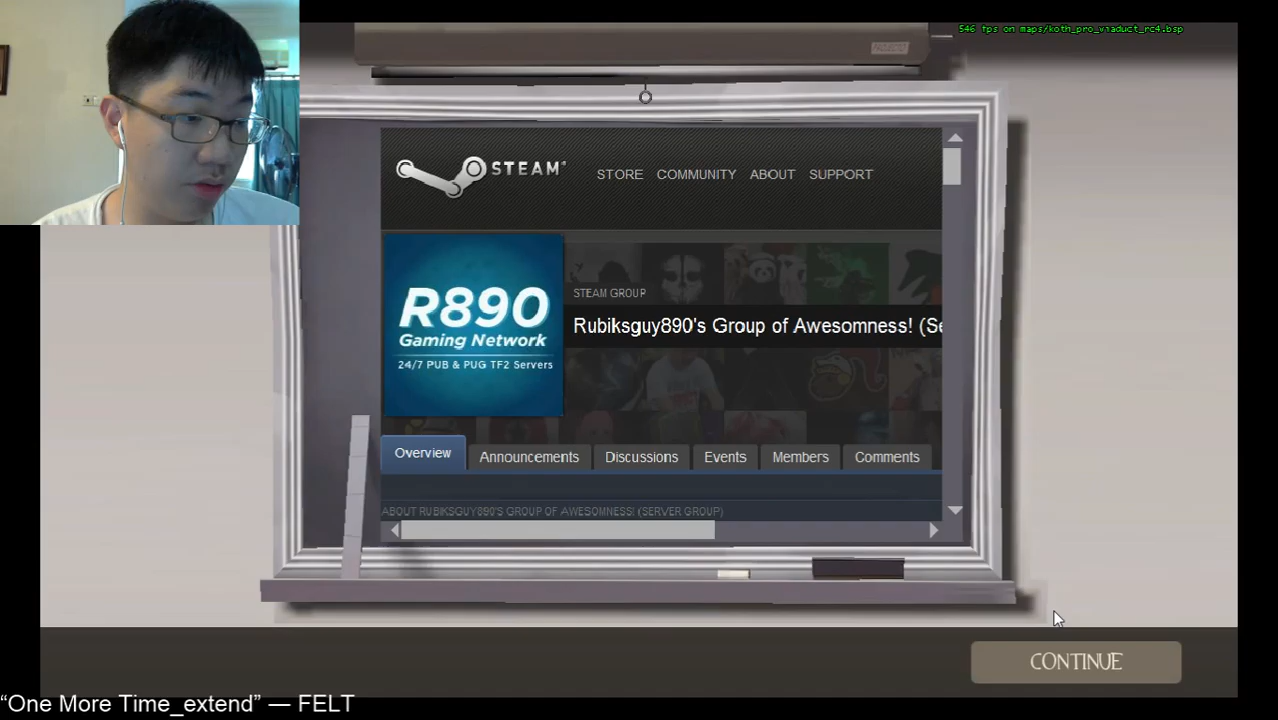 546 fps on maps/koth_pro_viaduct_rc4.bsp
STEAM
STORE COMMUNITY ABOUT SUPPORT
R890
Gaming Network
24/7 PUB & PUG TF2 Servers
STEAM GROUP
Rubiksguy890's Group of Awesomness! (Se
Overview Announcements Discussions Events Members Comments
ABOUT RUBIKSGUY890'S GROUP OF AWESOMNESS! (SERVER GROUP)
CONTINUE
“One More Time_extend” — FELT